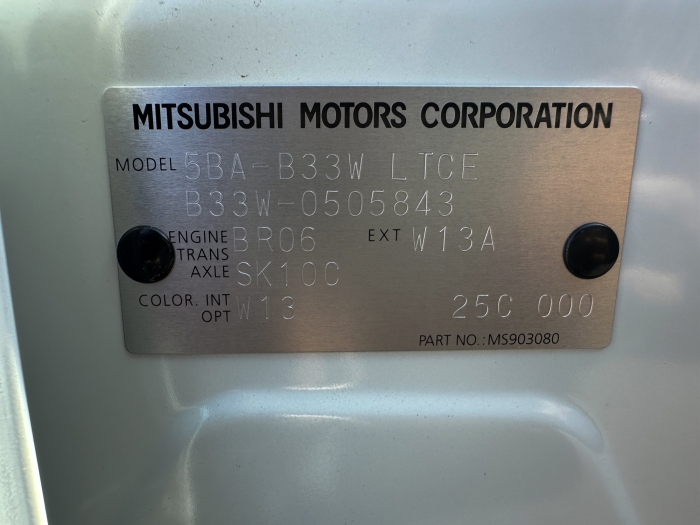 MITSUBISHI MOTORS CORPORATION
MODEL 5BA-B33W LTCE
B33W-0505843
ENGINE BR06 EXT W13A
TRANS
AXLE SK10C
COLOR. INT W13 25C 000
OPT
PART NO.:MS903080